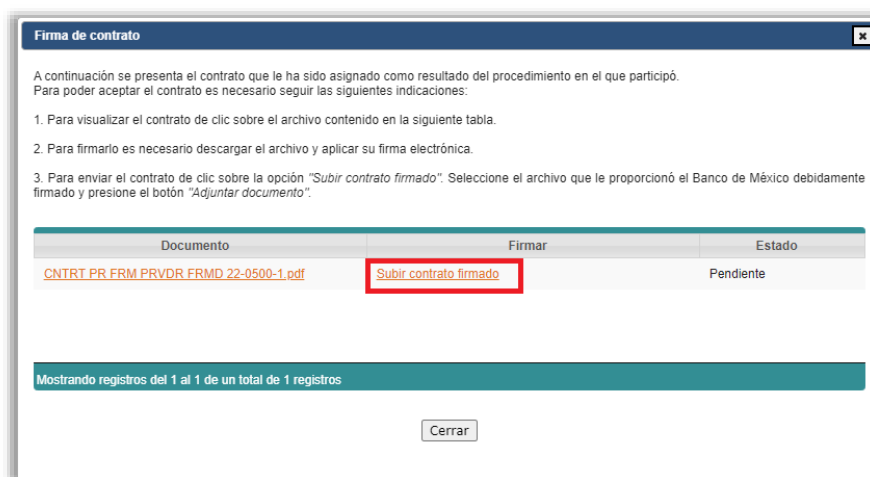 Firma de contrato
A continuación se presenta el contrato que le ha sido asignado como resultado del procedimiento en el que participó.
Para poder aceptar el contrato es necesario seguir las siguientes indicaciones:
1. Para visualizar el contrato de clic sobre el archivo contenido en la siguiente tabla.
2. Para firmarlo es necesario descargar el archivo y aplicar su firma electrónica.
3. Para enviar el contrato de clic sobre la opción "Subir contrato firmado". Seleccione el archivo que le proporcionó el Banco de México debidamente
firmado y presione el botón "Adjuntar documento".
Documento Firmar Estado
CNTRT PR FRM PRVDR FRMD 22-0500-1.pdf Subir contrato firmado Pendiente
Mostrando registros del 1 al 1 de un total de 1 registros
Cerrar